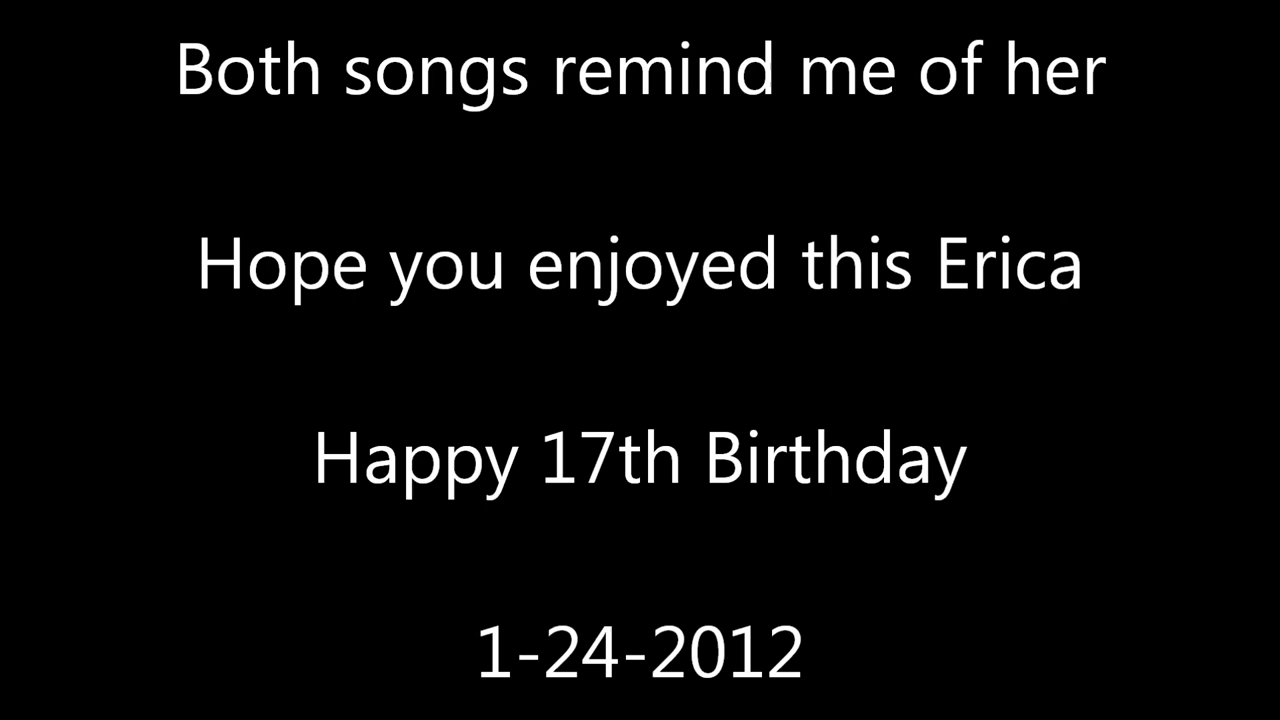 Both songs remind me of her
Hope you enjoyed this Erica
Happy 17th Birthday
1-24-2012